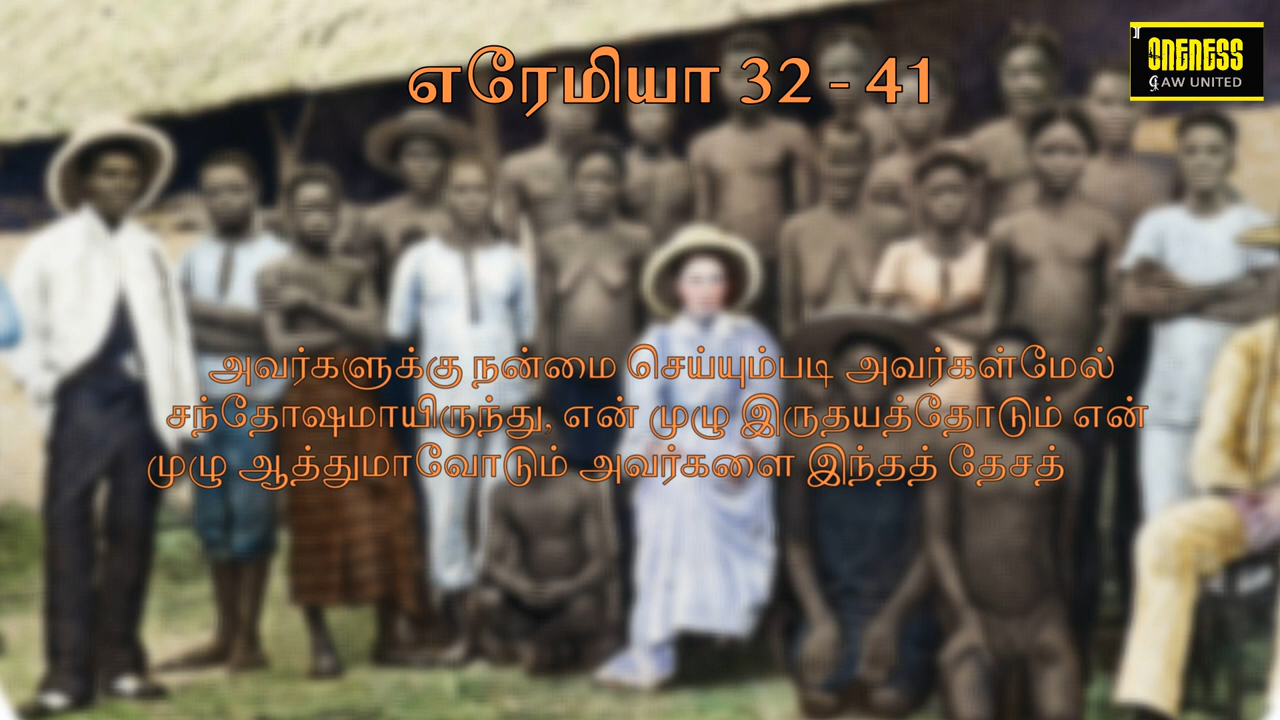 எரேமியா 32 - 41
ONENESS
AW UNITED
அவர்களுக்கு நன்மை செய்யும்படி அவர்கள்மேல்
சந்தோஷமாயிருந்து, என் முழு இருதயத்தோடும் என்
முழு ஆத்துமாவோடும் அவர்களை இந்தத் தேசத்